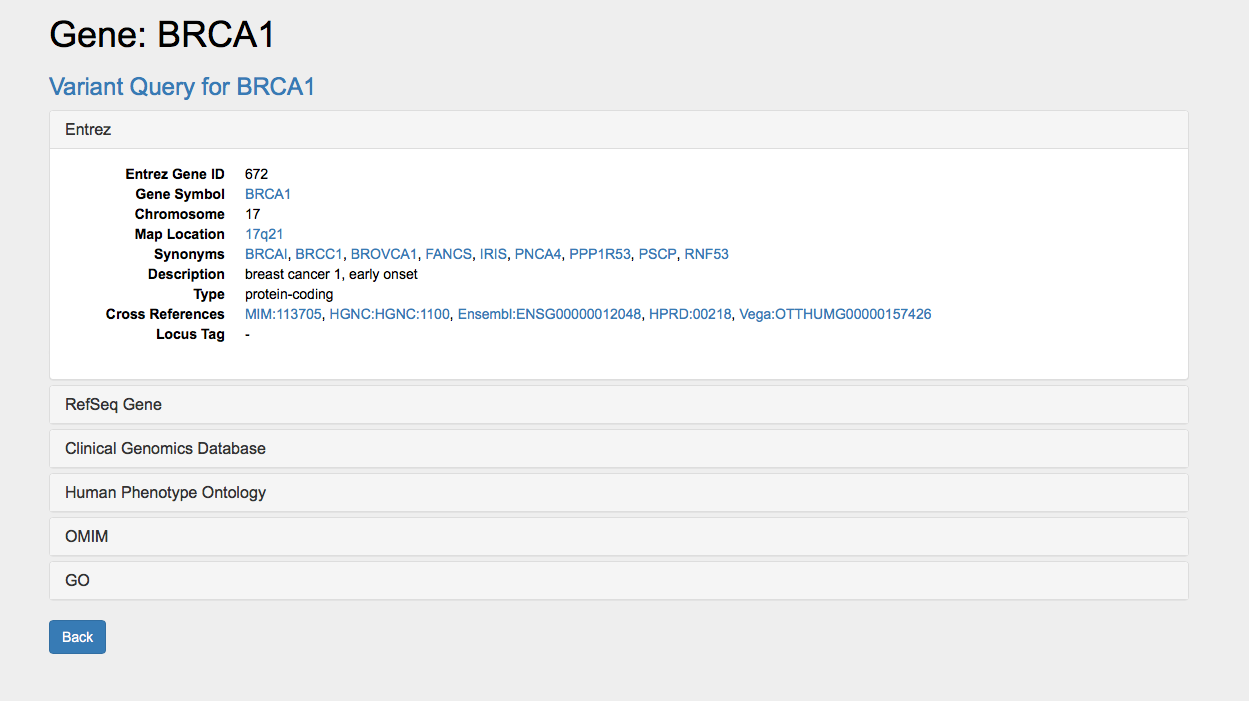 Gene: BRCA1
Variant Query for BRCA1
Entrez
Entrez Gene ID 672
Gene Symbol BRCA1
Chromosome 17
Map Location 17q21
Synonyms BRCAI, BRCC1, BROVCA1, FANCS, IRIS, PNCA4, PPP1R53, PSCP, RNF53
Description breast cancer 1, early onset
Type protein-coding
Cross References MIM:113705, HGNC:HGNC:1100, Ensembl:ENSG00000012048, HPRD:00218, Vega:OTTHUMG00000157426
Locus Tag -
RefSeq Gene
Clinical Genomics Database
Human Phenotype Ontology
OMIM
GO
Back